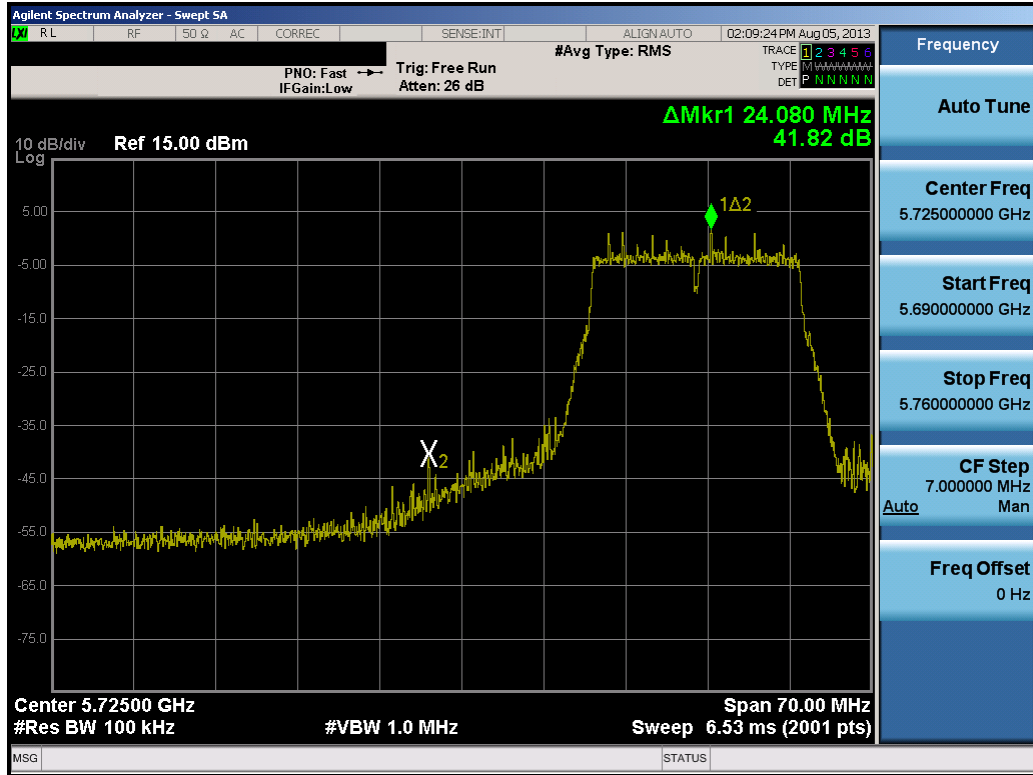 Agilent Spectrum Analyzer - Swept SA
LXI RL RF 50 Ω AC CORREC SENSE:INT ALIGN AUTO 02:09:24 PM Aug 05, 2013
PNO: Fast
IFGain:Low
Trig: Free Run
Atten: 26 dB
#Avg Type: RMS
TRACE 1 2 3 4 5 6
TYPE M
DET P N N N N N
ΔMkr1 24.080 MHz
41.82 dB
10 dB/div Ref 15.00 dBm
Log
5.00
-5.00
-15.0
-25.0
-35.0
-45.0
-55.0
-65.0
-75.0
1Δ2
X2
Center 5.72500 GHz Span 70.00 MHz
#Res BW 100 kHz #VBW 1.0 MHz Sweep 6.53 ms (2001 pts)
MSG STATUS
Frequency
Auto Tune
Center Freq
5.725000000 GHz
Start Freq
5.690000000 GHz
Stop Freq
5.760000000 GHz
CF Step
7.000000 MHz
Auto Man
Freq Offset
0 Hz